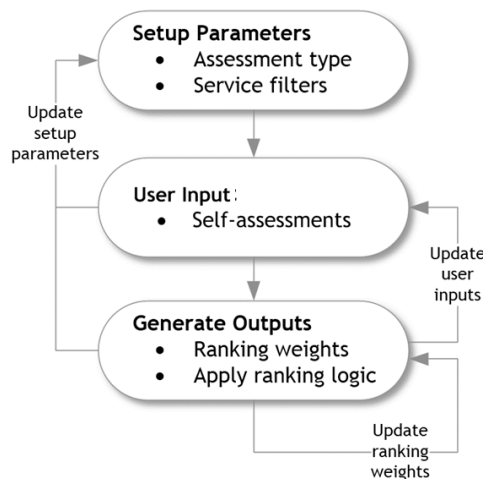 Setup Parameters
• Assessment type
• Service filters
Update
setup
parameters
User Input:
• Self-assessments
Update
user
inputs
Generate Outputs
• Ranking weights
• Apply ranking logic
Update
ranking
weights